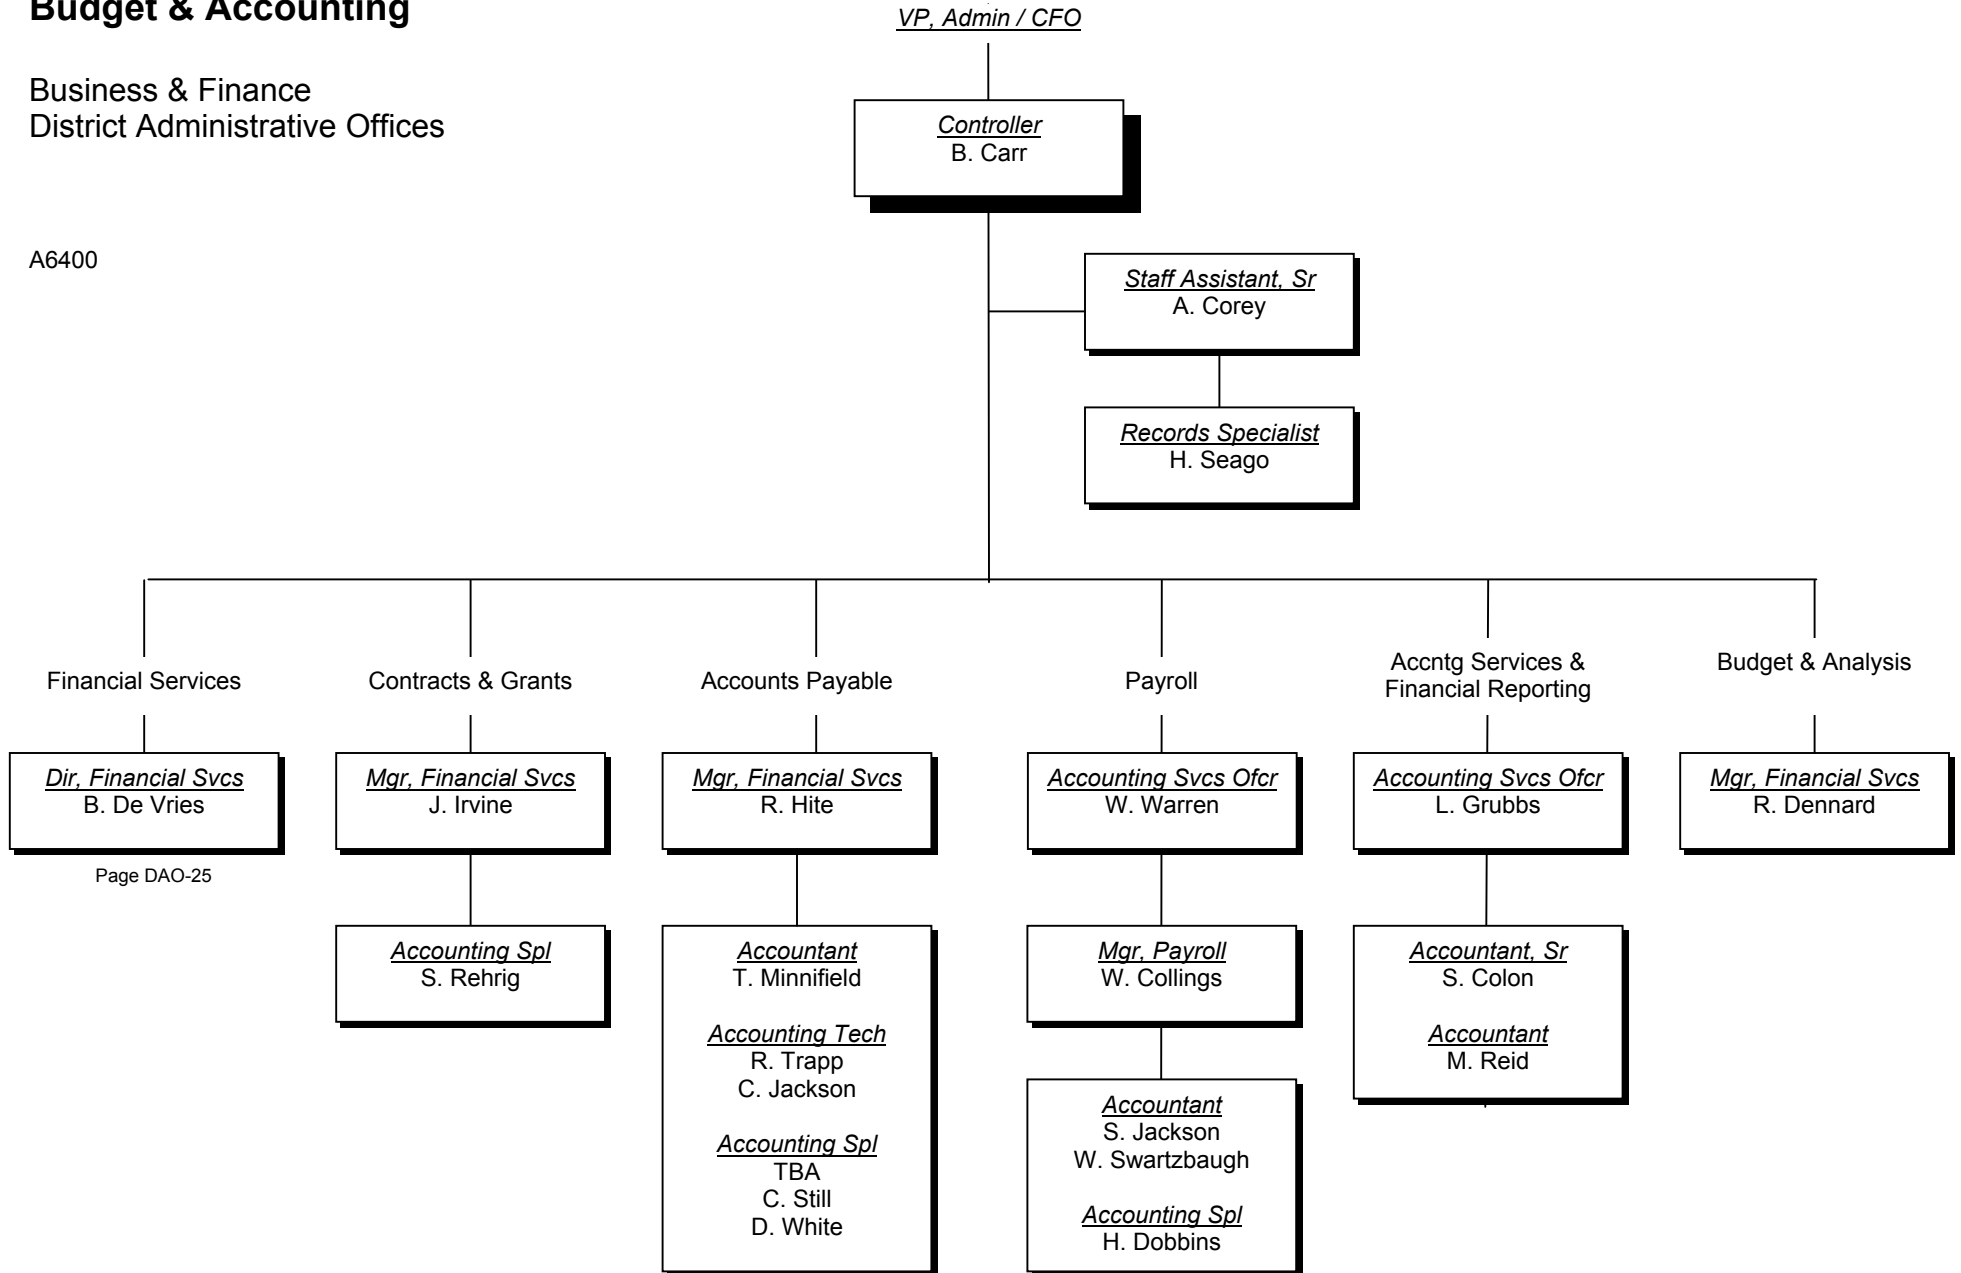 Budget & Accounting
VP, Admin / CFO
Business & Finance
District Administrative Offices
Controller
B. Carr
A6400
Staff Assistant, Sr
A. Corey
Records Specialist
H. Seago
Financial Services
Contracts & Grants
Accounts Payable
Payroll
Accntg Services &
Financial Reporting
Budget & Analysis
Dir, Financial Svcs
B. De Vries
Page DAO-25
Mgr, Financial Svcs
J. Irvine
Mgr, Financial Svcs
R. Hite
Accounting Svcs Ofcr
W. Warren
Accounting Svcs Ofcr
L. Grubbs
Mgr, Financial Svcs
R. Dennard
Accounting Spl
S. Rehrig
Accountant
T. Minnifield
Accounting Tech
R. Trapp
C. Jackson
Accounting Spl
TBA
C. Still
D. White
Mgr, Payroll
W. Collings
Accountant
S. Jackson
W. Swartzbaugh
Accounting Spl
H. Dobbins
Accountant, Sr
S. Colon
Accountant
M. Reid